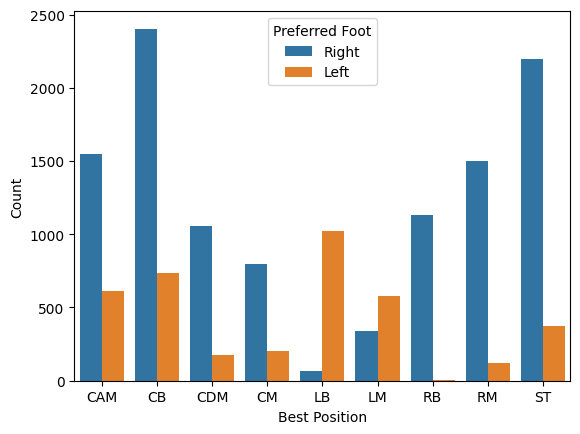 2500
2000
1500
1000
500
0
Count
Preferred Foot
Right
Left
CAM CB CDM CM LB LM RB RM ST
Best Position